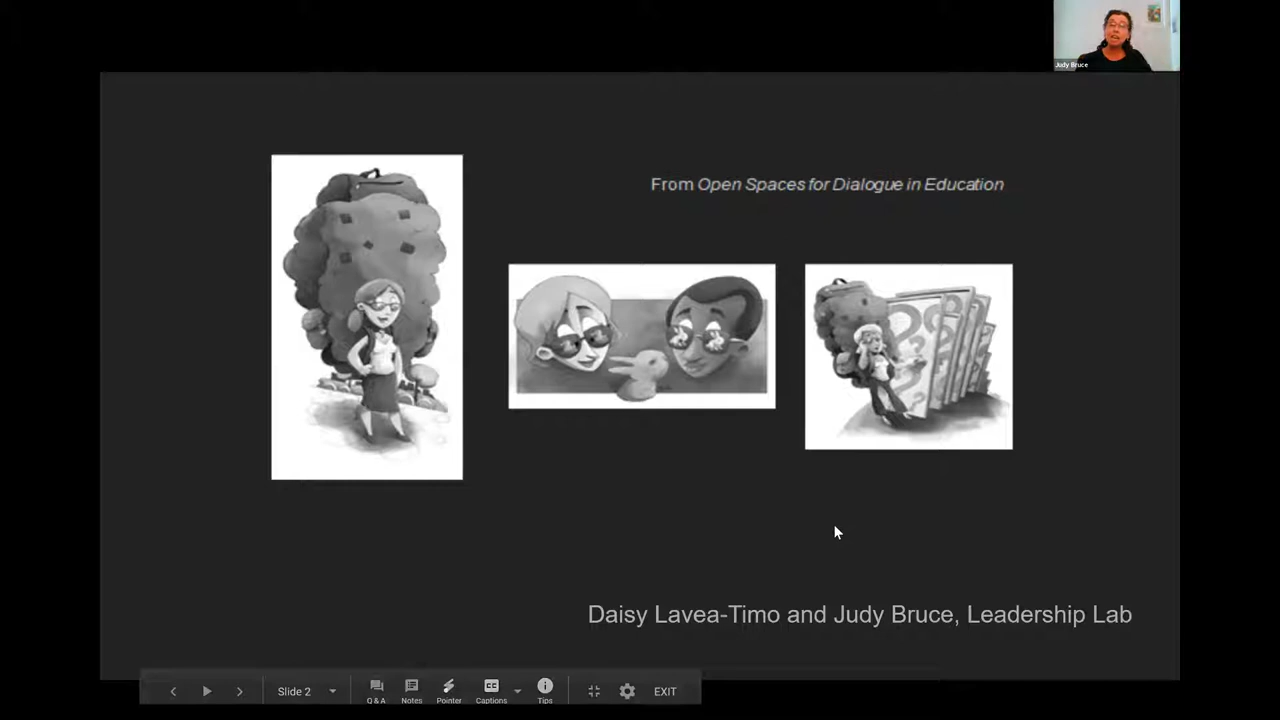 Judy Bruce
From Open Spaces for Dialogue in Education
Daisy Lavea-Timo and Judy Bruce, Leadership Lab
Slide 2
Q & A
Notes
Pointer
Captions
Tips
EXIT